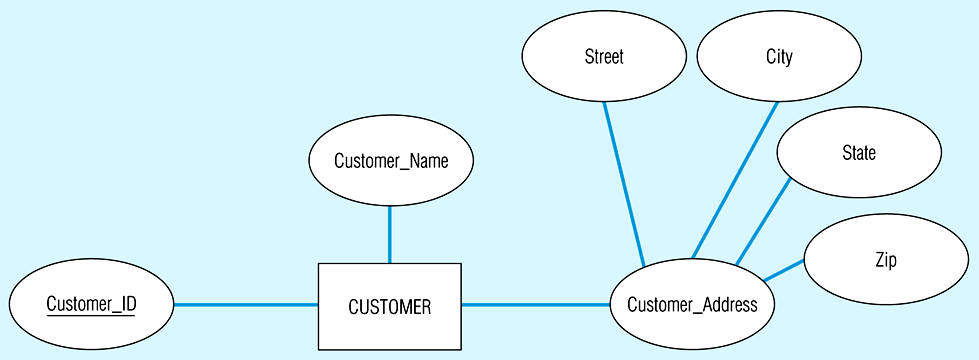 Street
City
Customer_Name
State
Zip
Customer_ID
CUSTOMER
Customer_Address